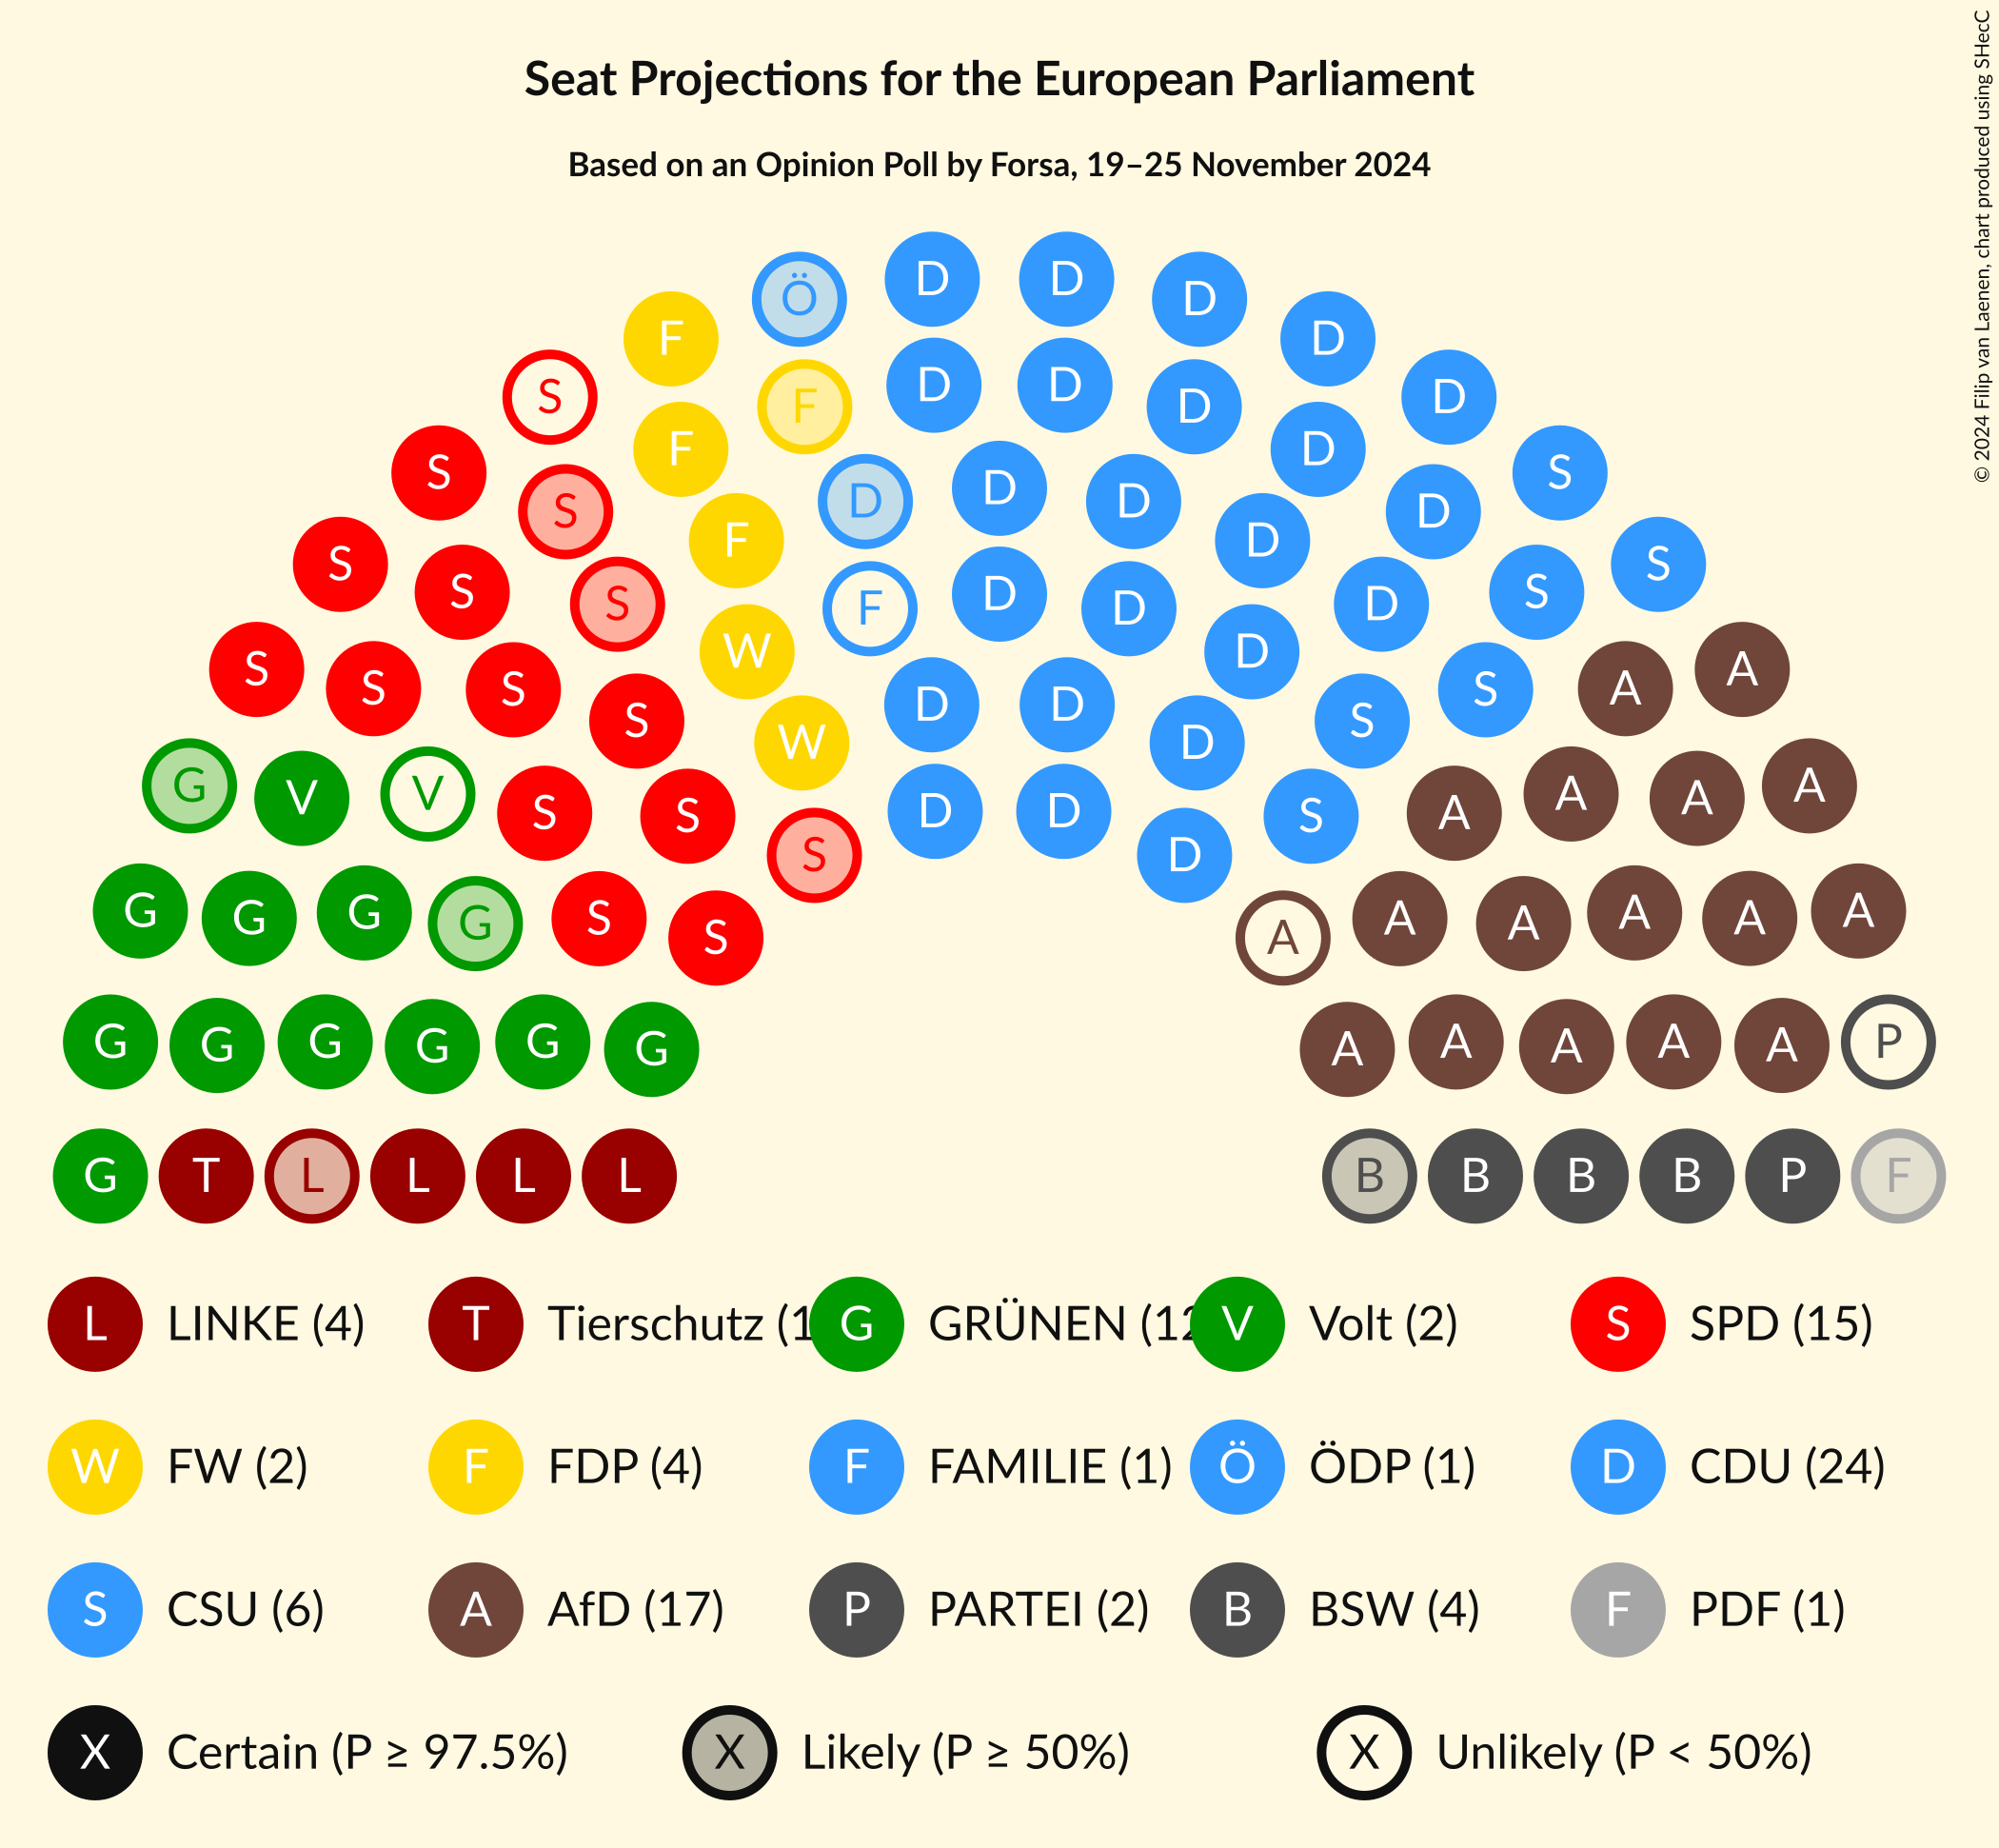 Seat Projections for the European Parliament
Based on an Opinion Poll by Forsa, 19–25 November 2024
© 2024 Filip van Laenen, chart produced using SHecC
D D
Ö D
F D
D D
S D
F D
F D
S S
D
D D
S D
F D
S S
S D S
S F D D
W D
S A
S S S A
D D
S S
W D
G A
V V A A
S S D D S A
S D
G G G G S A A A A A
S A
G G G G G G A A A A A P
G T L L L L B B B B P F
L LINKE (4) T Tierschutz (1 G GRÜNEN (12 V Volt (2) S SPD (15)
W FW (2) F FDP (4) F FAMILIE (1) Ö ÖDP (1) D CDU (24)
S CSU (6) A AfD (17) P PARTEI (2) B BSW (4) F PDF (1)
X Certain (P ≥ 97.5%) X Likely (P ≥ 50%) X Unlikely (P < 50%)